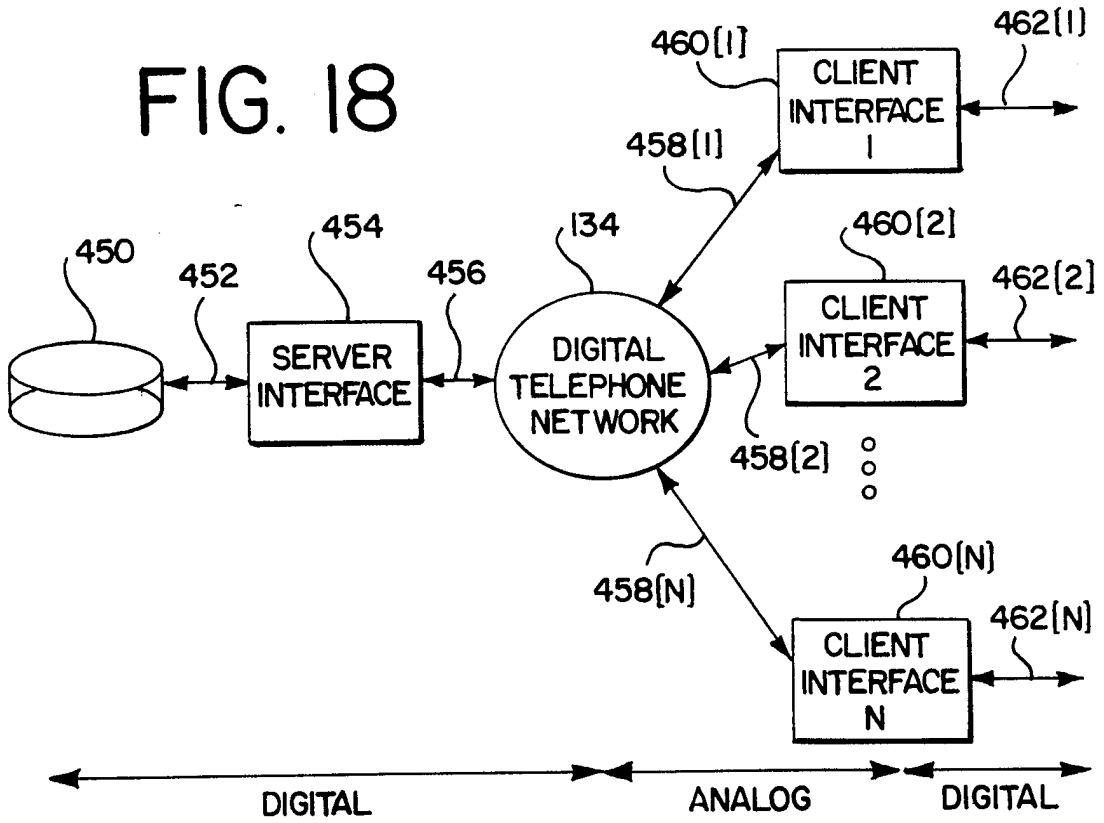 FIG. 18
460[1]
462[1]
CLIENT
INTERFACE
1
458[1]
450
452
454
456
134
460[2]
462[2]
SERVER
INTERFACE
DIGITAL
TELEPHONE
NETWORK
CLIENT
INTERFACE
2
458[2]
458[N]
460[N]
462[N]
CLIENT
INTERFACE
N
DIGITAL
ANALOG
DIGITAL